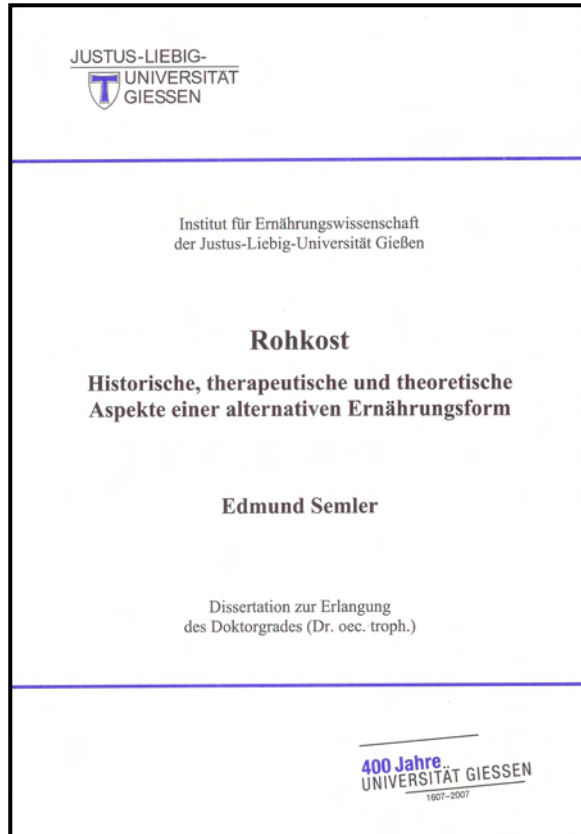 JUSTUS-LIEBIG-
UNIVERSITÄT
GIESSEN
Institut für Ernährungswissenschaft
der Justus-Liebig-Universität Gießen
Rohkost
Historische, therapeutische und theoretische
Aspekte einer alternativen Ernährungsform
Edmund Semler
Dissertation zur Erlangung
des Doktorgrades (Dr. oec. troph.)
400 Jahre
UNIVERSITÄT GIESSEN
1607–2007